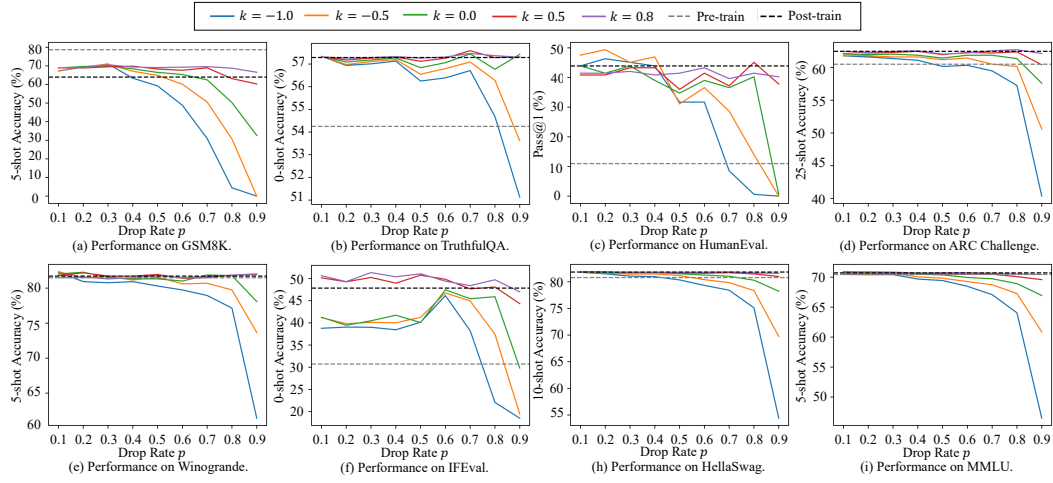 k = −1.0 k = −0.5 k = 0.0 k = 0.5 k = 0.8 Pre-train Post-train
5-shot Accuracy (%)
80
70
60
50
40
30
20
10
0
0.1 0.2 0.3 0.4 0.5 0.6 0.7 0.8 0.9
Drop Rate p
(a) Performance on GSM8K.
0-shot Accuracy (%)
57
56
55
54
53
52
51
0.1 0.2 0.3 0.4 0.5 0.6 0.7 0.8 0.9
Drop Rate p
(b) Performance on TruthfulQA.
Pass@1 (%)
50
40
30
20
10
0
0.1 0.2 0.3 0.4 0.5 0.6 0.7 0.8 0.9
Drop Rate p
(c) Performance on HumanEval.
25-shot Accuracy (%)
60
55
50
45
40
0.1 0.2 0.3 0.4 0.5 0.6 0.7 0.8 0.9
Drop Rate p
(d) Performance on ARC Challenge.
5-shot Accuracy (%)
80
75
70
65
60
0.1 0.2 0.3 0.4 0.5 0.6 0.7 0.8 0.9
Drop Rate p
(e) Performance on Winogrande.
0-shot Accuracy (%)
50
40
30
20
0.1 0.2 0.3 0.4 0.5 0.6 0.7 0.8 0.9
Drop Rate p
(f) Performance on IFEval.
10-shot Accuracy (%)
80
75
70
65
60
55
0.1 0.2 0.3 0.4 0.5 0.6 0.7 0.8 0.9
Drop Rate p
(h) Performance on HellaSwag.
5-shot Accuracy (%)
70
65
60
55
50
0.1 0.2 0.3 0.4 0.5 0.6 0.7 0.8 0.9
Drop Rate p
(i) Performance on MMLU.